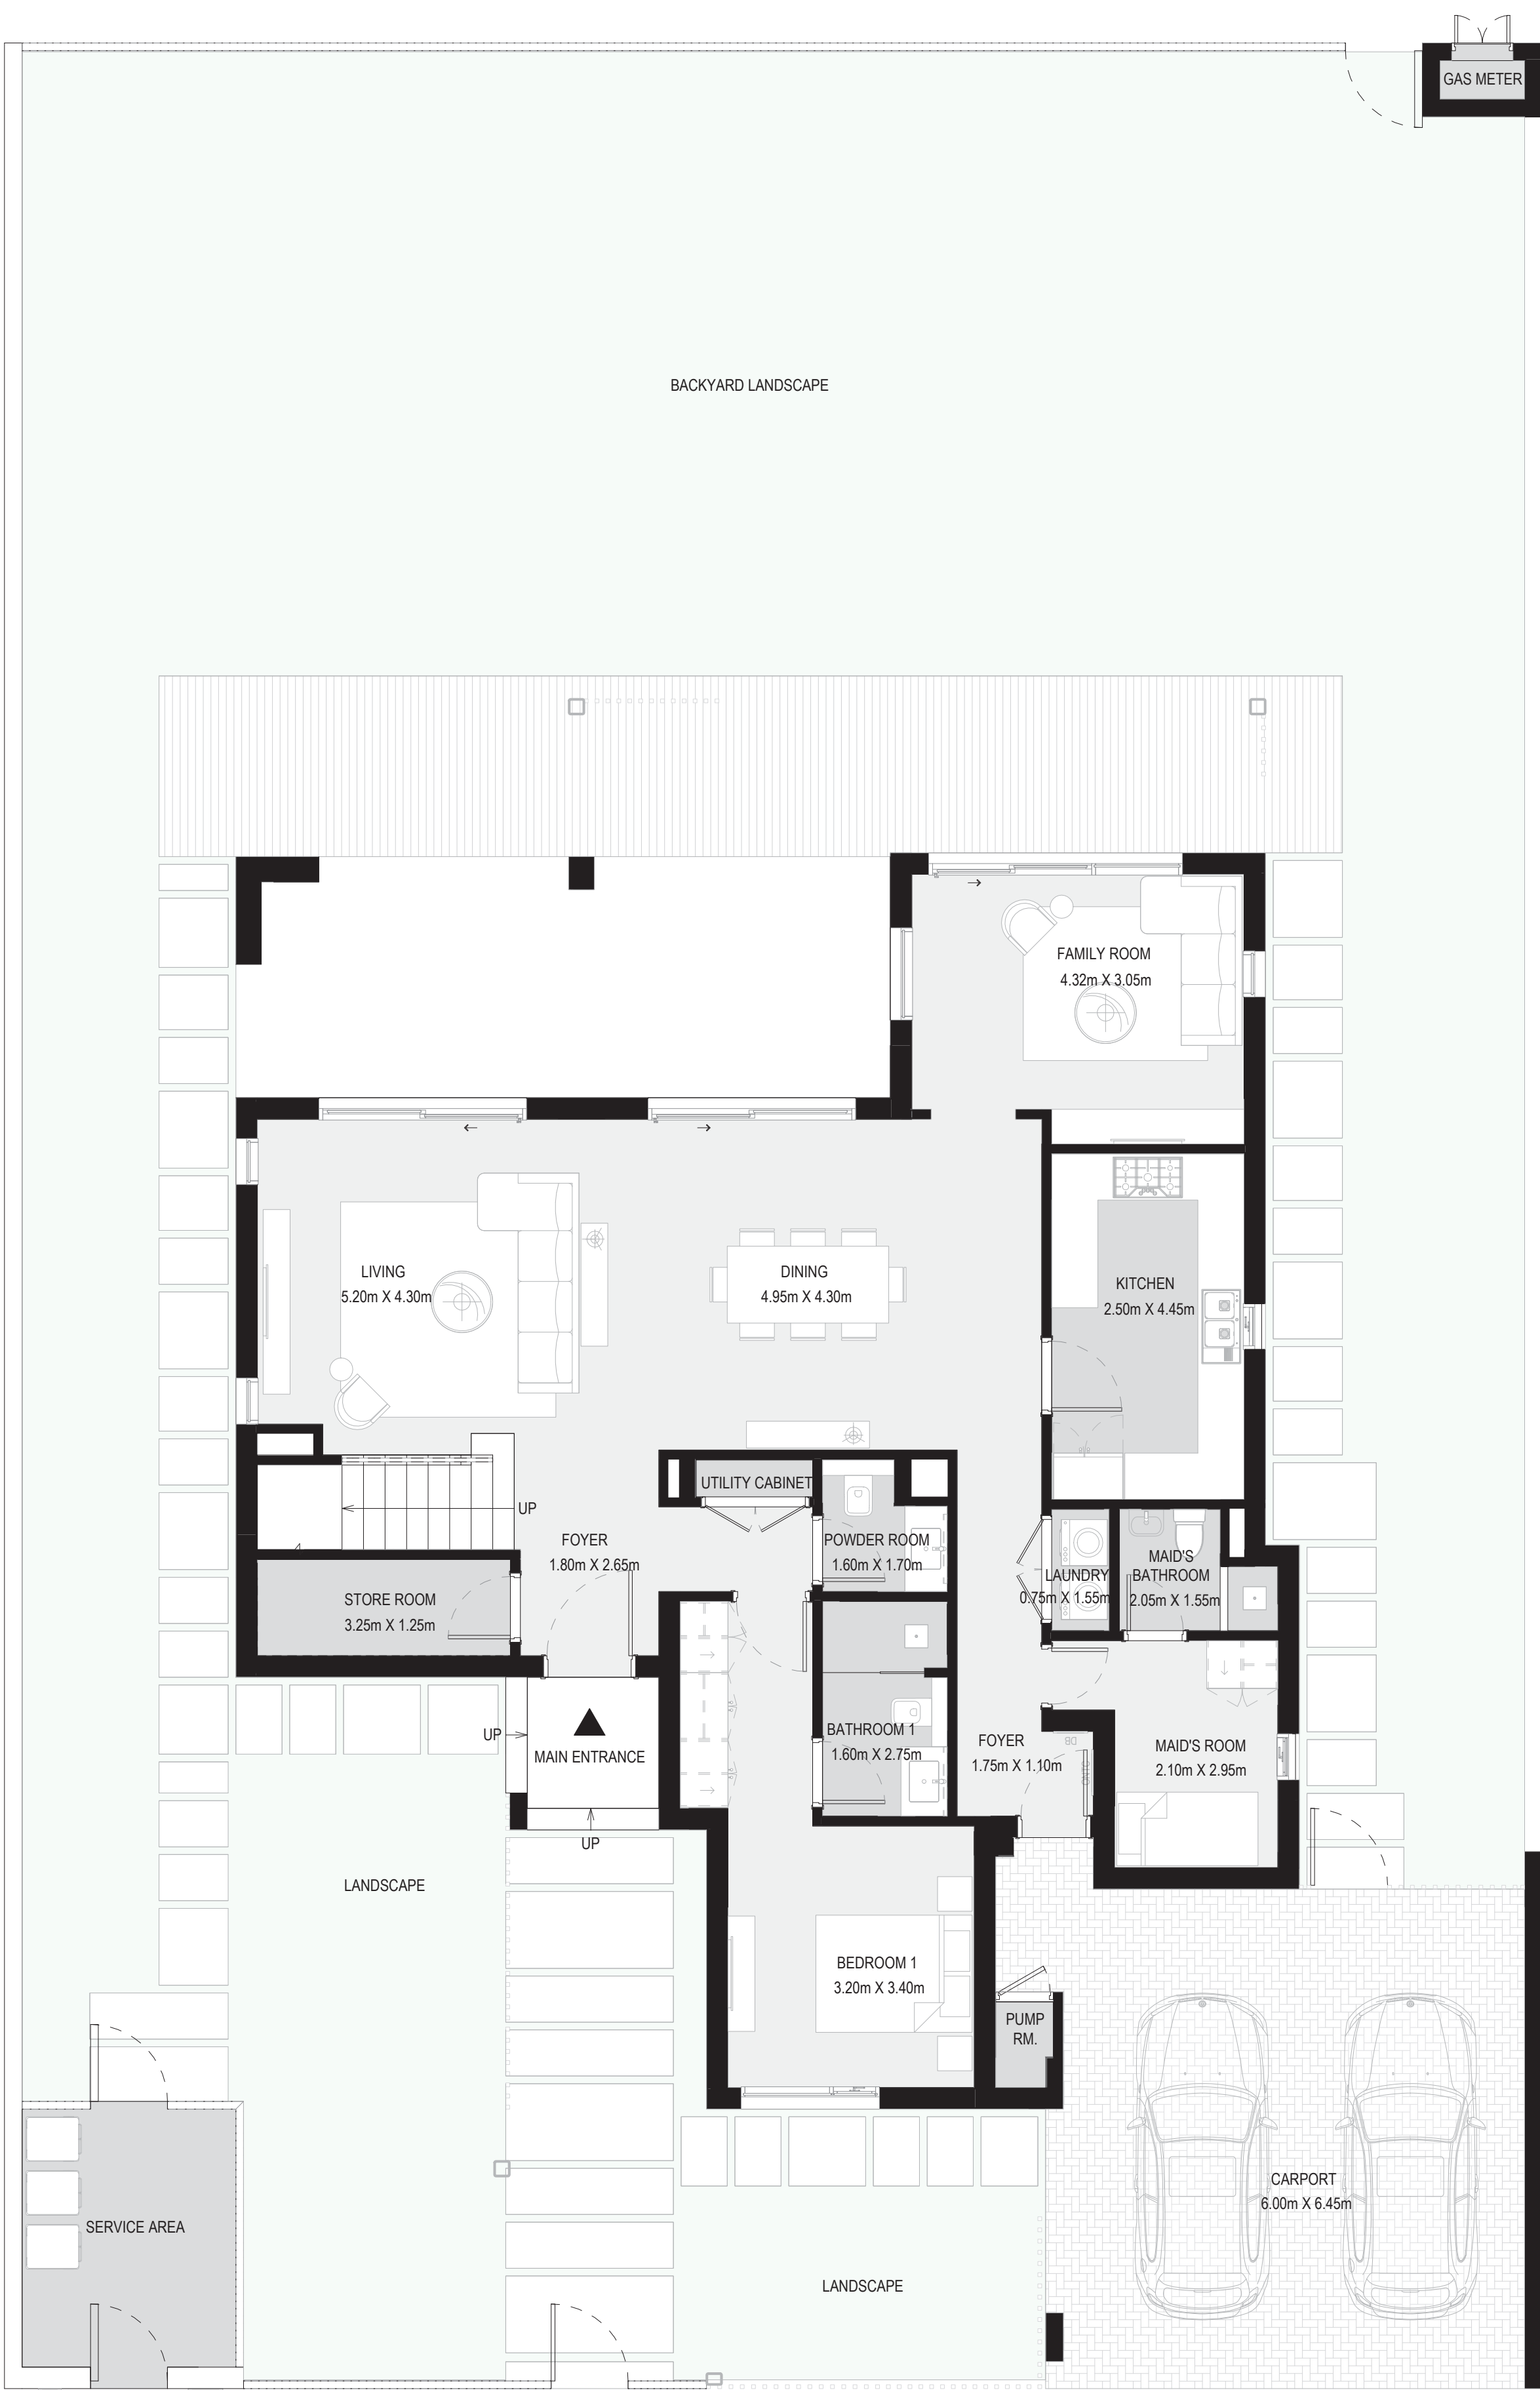 GAS METER
BACKYARD LANDSCAPE
FAMILY ROOM
4.32m X 3.05m
LIVING
5.20m X 4.30m
DINING
4.95m X 4.30m
KITCHEN
2.50m X 4.45m
UTILITY CABINET
UP
FOYER
1.80m X 2.65m
POWDER ROOM
1.60m X 1.70m
STORE ROOM
3.25m X 1.25m
LAUNDRY
0.75m X 1.55m
MAID'S
BATHROOM
2.05m X 1.55m
UP
MAIN ENTRANCE
UP
BATHROOM 1
1.60m X 2.75m
FOYER
1.75m X 1.10m
DB
MAID'S ROOM
2.10m X 2.95m
LANDSCAPE
BEDROOM 1
3.20m X 3.40m
PUMP
RM.
CARPORT
6.00m X 6.45m
SERVICE AREA
LANDSCAPE